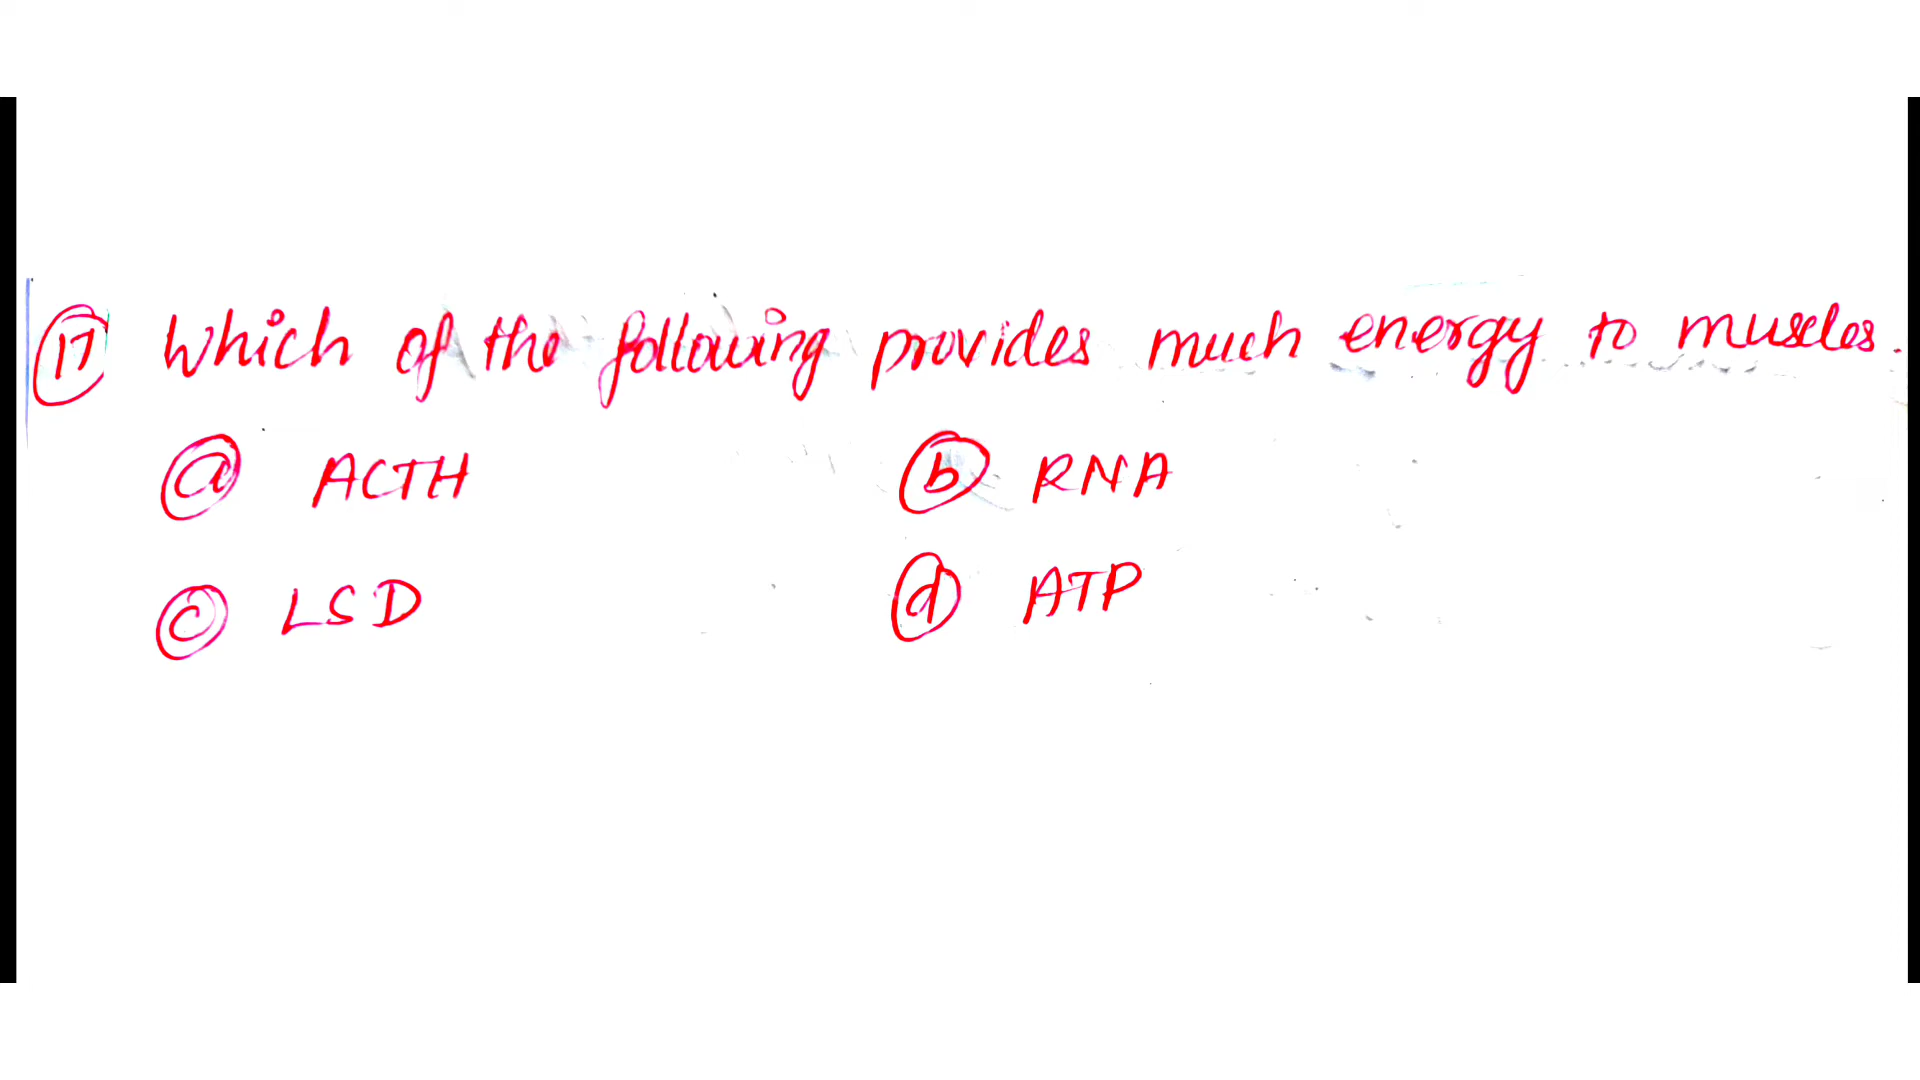 17 Which of the following provides much energy to muscles.
a ACTH b RNA
c LSD d ATP